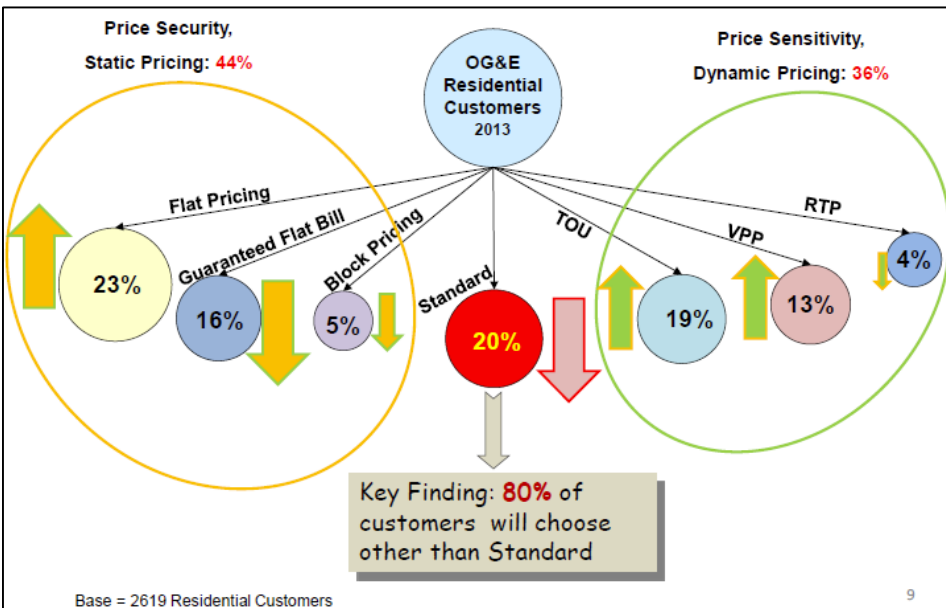 Price Security,
Static Pricing: 44%
OG&E
Residential
Customers
2013
Price Sensitivity,
Dynamic Pricing: 36%
Flat Pricing
Guaranteed Flat Bill
Block Pricing
Standard
TOU
VPP
RTP
23%
16%
5%
20%
19%
13%
4%
Key Finding: 80% of
customers will choose
other than Standard
Base = 2619 Residential Customers
9